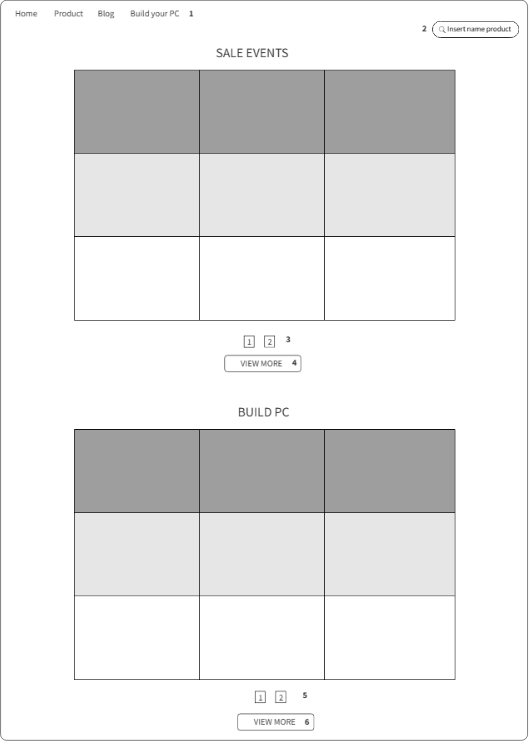 Home Product Blog Build your PC 1
2 Insert name product
SALE EVENTS
1 2 3
VIEW MORE 4
BUILD PC
1 2 5
VIEW MORE 6